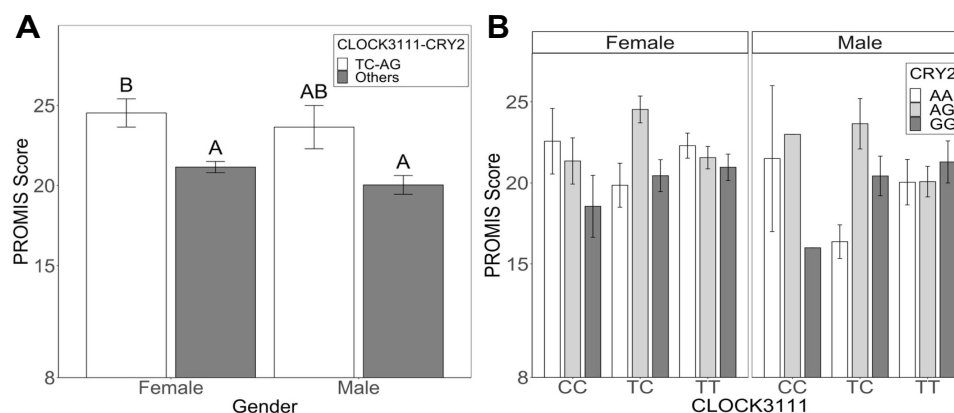 A
CLOCK3111-CRY2
TC-AG
Others
B
AB
A
A
PROMIS Score
25
20
15
8
Female
Male
Gender
B
Female
Male
CRY2
AA
AG
GG
PROMIS Score
25
20
15
8
CC
TC
TT
CC
TC
TT
CLOCK3111